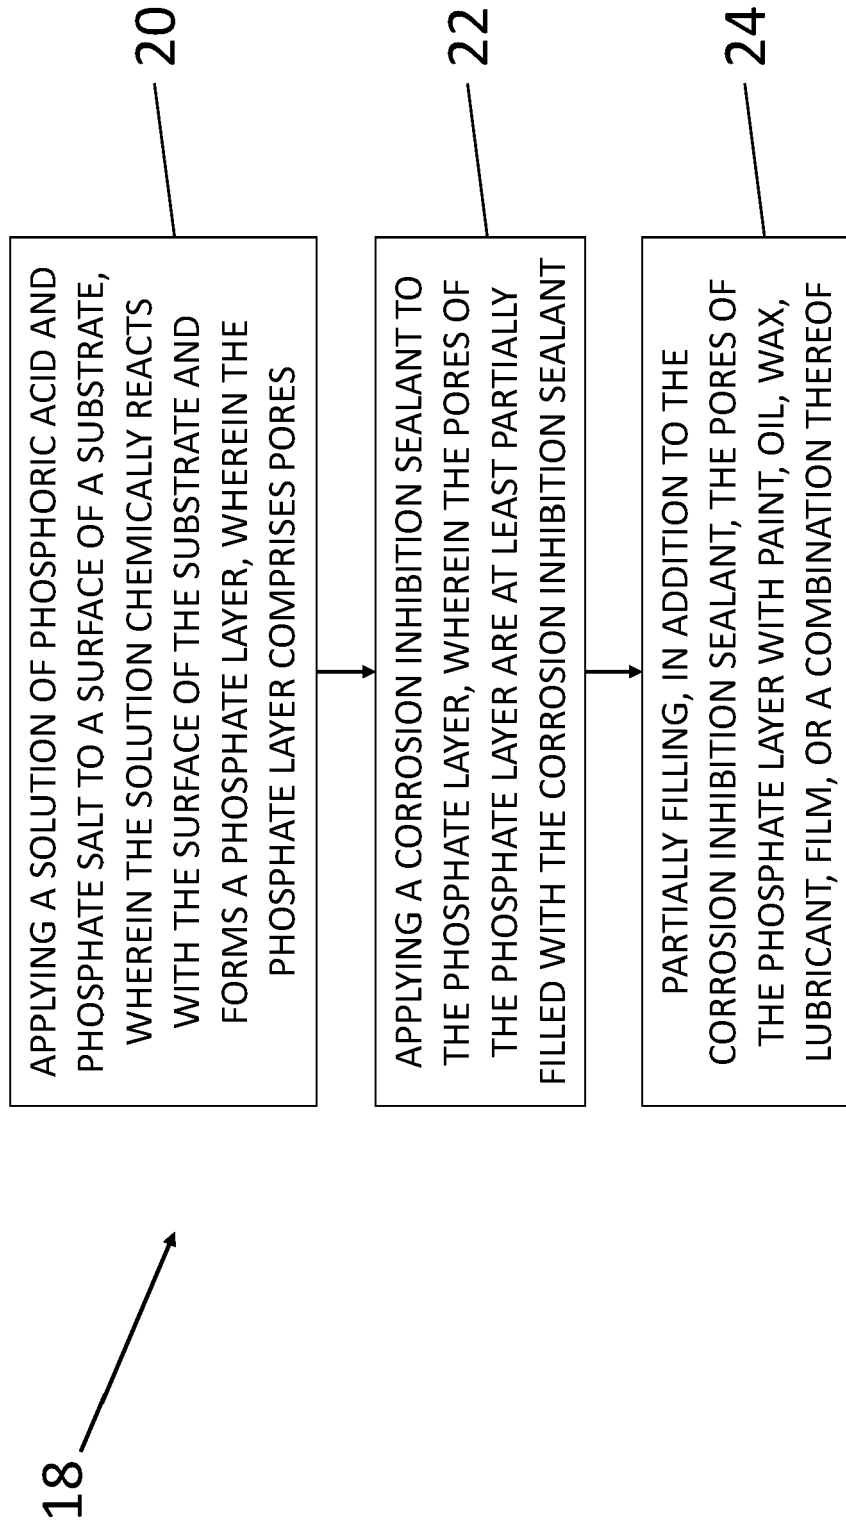 18
APPLYING A SOLUTION OF PHOSPHORIC ACID AND
PHOSPHATE SALT TO A SURFACE OF A SUBSTRATE,
WHEREIN THE SOLUTION CHEMICALLY REACTS
WITH THE SURFACE OF THE SUBSTRATE AND
FORMS A PHOSPHATE LAYER, WHEREIN THE
PHOSPHATE LAYER COMPRISES PORES
20
APPLYING A CORROSION INHIBITION SEALANT TO
THE PHOSPHATE LAYER, WHEREIN THE PORES OF
THE PHOSPHATE LAYER ARE AT LEAST PARTIALLY
FILLED WITH THE CORROSION INHIBITION SEALANT
22
PARTIALLY FILLING, IN ADDITION TO THE
CORROSION INHIBITION SEALANT, THE PORES OF
THE PHOSPHATE LAYER WITH PAINT, OIL, WAX,
LUBRICANT, FILM, OR A COMBINATION THEREOF
24